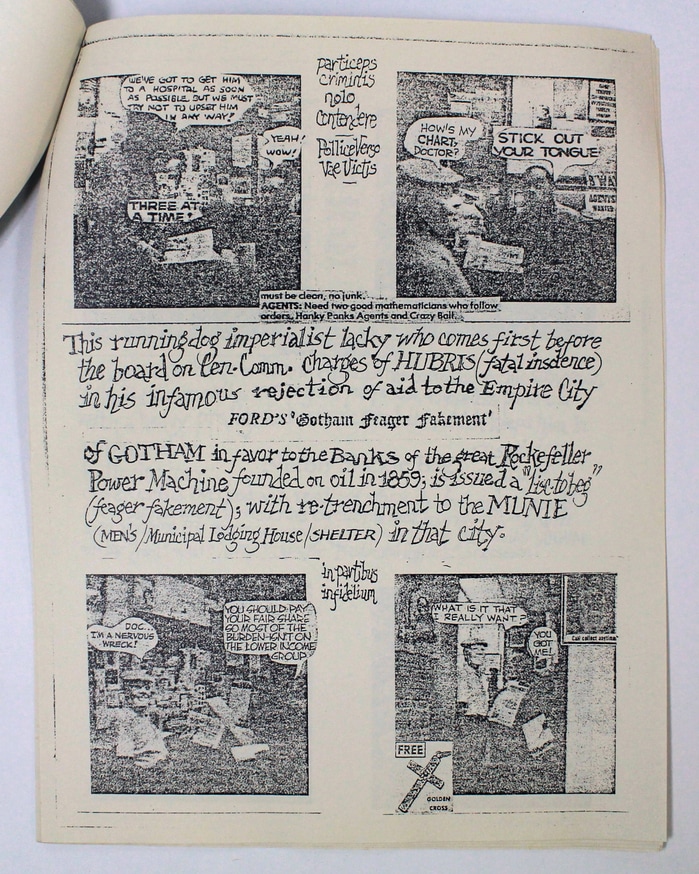 WE'VE GOT TO GET HIM
TO A HOSPITAL AS SOON
AS POSSIBLE, BUT WE MUST
TRY NOT TO UPSET HIM
IN ANY WAY!
YEAH!
WOW!
THREE AT
A TIME!
particeps
criminis
nolo
contendere
Pollice Verso
Vae Victis
HOW'S MY
CHART,
DOCTOR?
STICK OUT
YOUR TONGUE
AGENTS
WANTED
must be clean, no junk.
AGENTS: Need two good mathematicians who follow
orders, Hanky Panks Agents and Crazy Ball.
This runningdog imperialist lacky who comes first before
the board on Cen. Comm. charges of HUBRIS (fatal insolence)
in his infamous rejection of aid to the Empire City
FORD'S 'Gotham Feager Fakement'
of GOTHAM in favor to the Banks of the great Rockefeller
Power Machine founded on oil in 1859; is issued a "lisc-to beg"
(feager fakement); with re-trenchment to the MUNIE
(MEN'S/Municipal Lodging House/SHELTER) in that city.
in partibus
infidelium
DOC...
I'M A NERVOUS
WRECK!
YOU SHOULD PAY
YOUR FAIR SHARE
SO MOST OF THE
BURDEN ISN'T ON
THE LOWER INCOME
GROUP
WHAT IS IT THAT
I REALLY WANT?
YOU
GOT
ME!
FREE
GOLDEN
CROSS